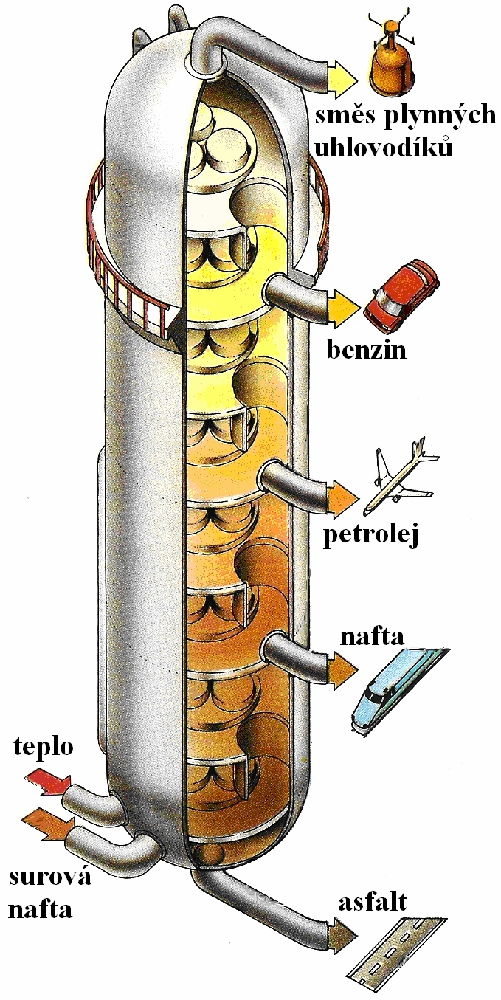 směs plynných
uhlovodíků
benzin
petrolej
nafta
teplo
surová
nafta
asfalt